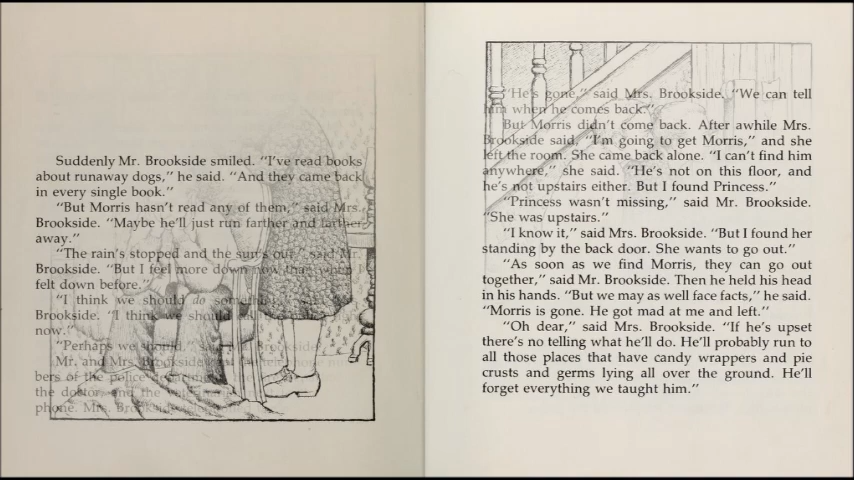 Suddenly Mr. Brookside smiled. “I’ve read books
about runaway dogs,” he said. “And they came back
in every single book.”
“But Morris hasn’t read any of them,” said Mrs.
Brookside. “Maybe he’ll just run farther and farther
away.”
“The rain’s stopped and the sun’s out,” said Mr.
Brookside. “But I feel more down now than when I
felt down before.”
“I think we should do something,” said Mrs.
Brookside. “I think we should call the
now.”
“Perhaps we should,” said Mr. Brookside.
Mr. and Mrs. Brookside
bers of the police department
the doctor, and the
phone. Mrs. Brookside
“He’s gone,” said Mrs. Brookside. “We can tell
him when he comes back.”
But Morris didn’t come back. After awhile Mrs.
Brookside said, “I’m going to get Morris,” and she
left the room. She came back alone. “I can’t find him
anywhere,” she said. “He’s not on this floor, and
he’s not upstairs either. But I found Princess.”
“Princess wasn’t missing,” said Mr. Brookside.
“She was upstairs.”
“I know it,” said Mrs. Brookside. “But I found her
standing by the back door. She wants to go out.”
“As soon as we find Morris, they can go out
together,” said Mr. Brookside. Then he held his head
in his hands. “But we may as well face facts,” he said.
“Morris is gone. He got mad at me and left.”
“Oh dear,” said Mrs. Brookside. “If he’s upset
there’s no telling what he’ll do. He’ll probably run to
all those places that have candy wrappers and pie
crusts and germs lying all over the ground. He’ll
forget everything we taught him.”